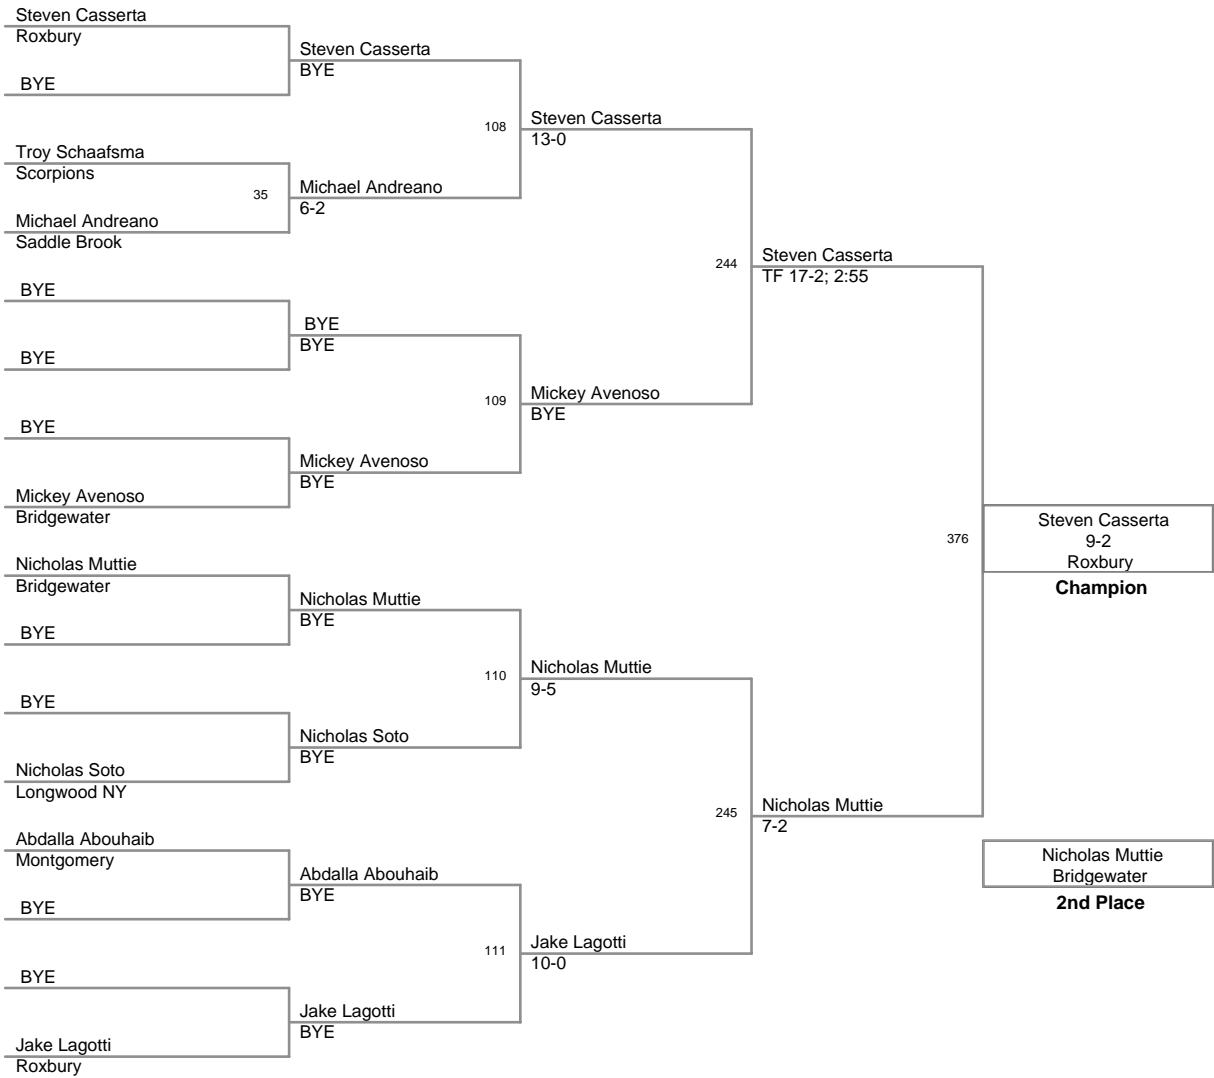 Steven Casserta
Roxbury
BYE
Troy Schaafsma
Scorpions
Michael Andreano
Saddle Brook
BYE
BYE
BYE
Mickey Avenoso
Bridgewater
Nicholas Muttie
Bridgewater
BYE
BYE
Nicholas Soto
Longwood NY
Abdalla Abouhaib
Montgomery
BYE
BYE
Jake Lagotti
Roxbury
Steven Casserta
BYE
35
Michael Andreano
6-2
BYE
BYE
Mickey Avenoso
BYE
Nicholas Muttie
BYE
Nicholas Soto
BYE
Abdalla Abouhaib
BYE
Jake Lagotti
BYE
108
Steven Casserta
13-0
109
Mickey Avenoso
BYE
110
Nicholas Muttie
9-5
111
Jake Lagotti
10-0
244
Steven Casserta
TF 17-2; 2:55
245
Nicholas Muttie
7-2
376
Steven Casserta
9-2
Roxbury
Champion
Nicholas Muttie
Bridgewater
2nd Place